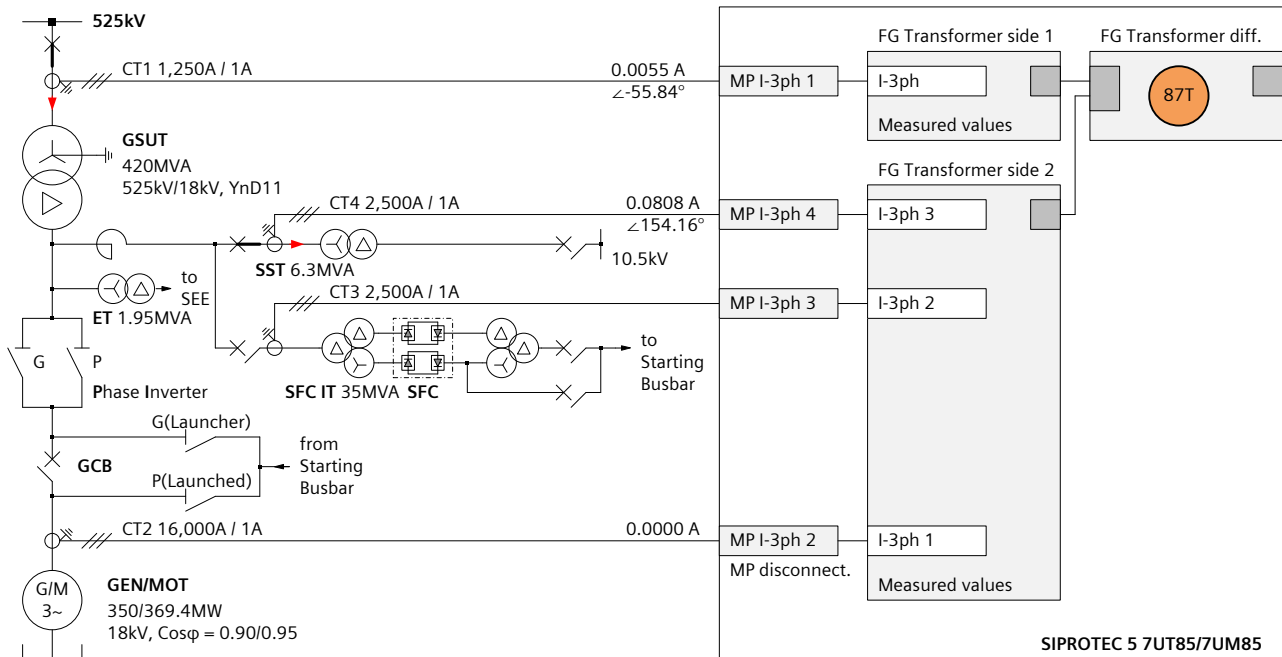 525kV
CT1 1,250A / 1A
0.0055 A
∠-55.84°
MP I-3ph 1
FG Transformer side 1
I-3ph
Measured values
FG Transformer diff.
87T
GSUT
420MVA
525kV/18kV, YnD11
FG Transformer side 2
CT4 2,500A / 1A
0.0808 A
∠154.16°
MP I-3ph 4
I-3ph 3
SST 6.3MVA
10.5kV
to
SEE
ET 1.95MVA
CT3 2,500A / 1A
MP I-3ph 3
I-3ph 2
G
P
Phase Inverter
SFC IT 35MVA
SFC
to
Starting
Busbar
G(Launcher)
GCB
P(Launched)
from
Starting
Busbar
CT2 16,000A / 1A
0.0000 A
MP I-3ph 2
I-3ph 1
MP disconnect.
Measured values
G/M
3~
GEN/MOT
350/369.4MW
18kV, Cosφ = 0.90/0.95
SIPROTEC 5 7UT85/7UM85